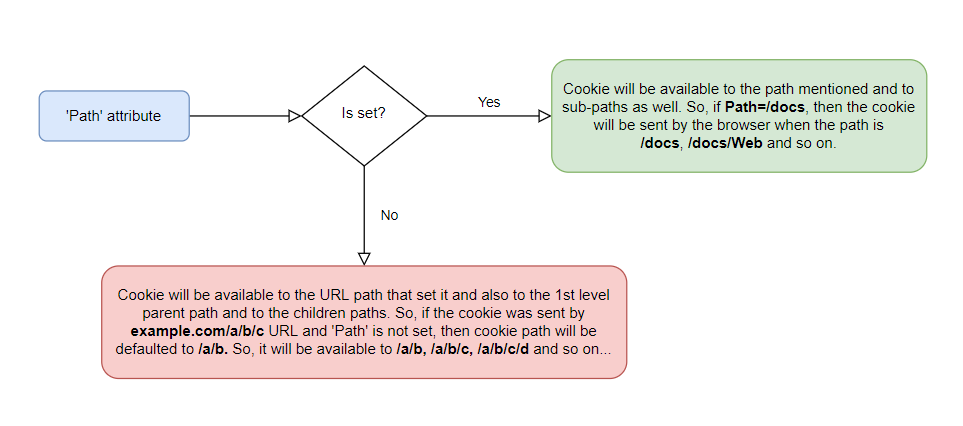 'Path' attribute
Is set?
Yes
Cookie will be available to the path mentioned and to
sub-paths as well. So, if Path=/docs, then the cookie
will be sent by the browser when the path is
/docs, /docs/Web and so on.
No
Cookie will be available to the URL path that set it and also to the 1st level
parent path and to the children paths. So, if the cookie was sent by
example.com/a/b/c URL and 'Path' is not set, then cookie path will be
defaulted to /a/b. So, it will be available to /a/b, /a/b/c, /a/b/c/d and so on...